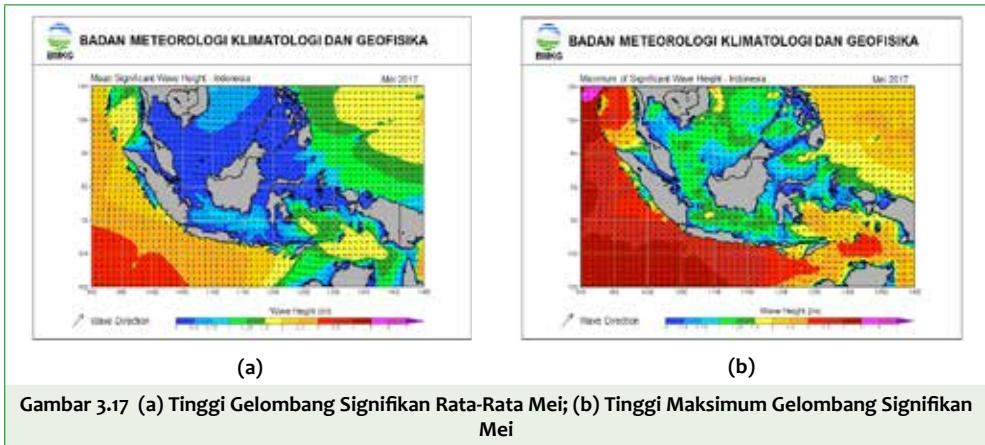 BADAN METEOROLOGI KLIMATOLOGI DAN GEOFISIKA
BMKG
Mean Significant Wave Height - Indonesia
Mei 2017
Wave Height (m)
Wave Direction
(a)
BADAN METEOROLOGI KLIMATOLOGI DAN GEOFISIKA
BMKG
Maximum of Significant Wave Height - Indonesia
Mei 2017
Wave Height (m)
Wave Direction
(b)
Gambar 3.17 (a) Tinggi Gelombang Signifikan Rata-Rata Mei; (b) Tinggi Maksimum Gelombang Signifikan
Mei